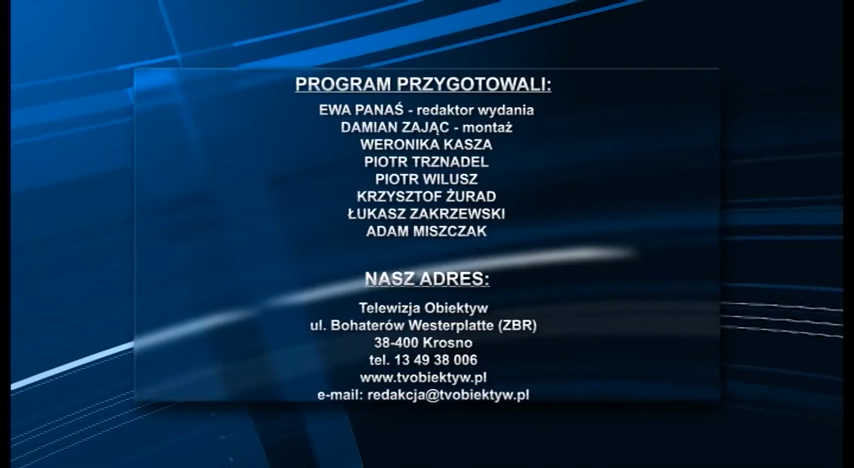 PROGRAM PRZYGOTOWALI:
EWA PANAŚ - redaktor wydania
DAMIAN ZAJĄC - montaż
WERONIKA KASZA
PIOTR TRZNADEL
PIOTR WILUSZ
KRZYSZTOF ŻURAD
ŁUKASZ ZAKRZEWSKI
ADAM MISZCZAK
NASZ ADRES:
Telewizja Obiektyw
ul. Bohaterów Westerplatte (ZBR)
38-400 Krosno
tel. 13 49 38 006
www.tvobiektyw.pl
e-mail: redakcja@tvobiektyw.pl